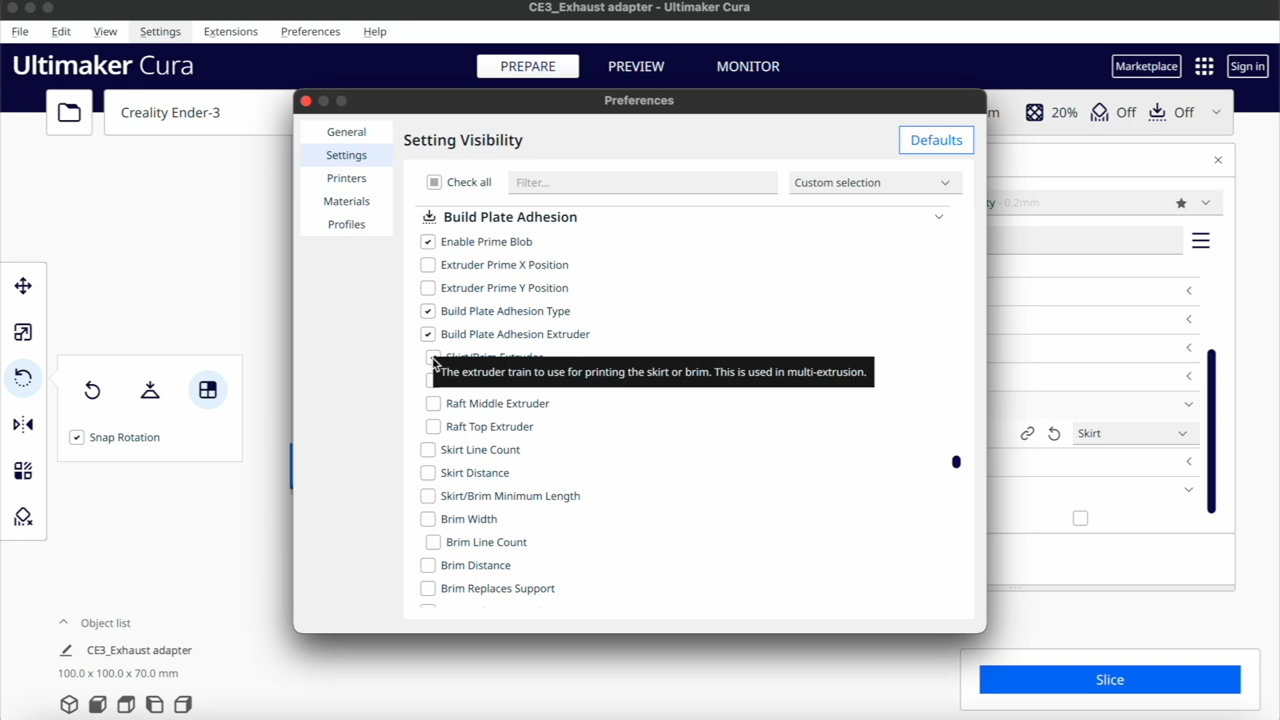 CE3_Exhaust adapter - Ultimaker Cura
File Edit View Settings Extensions Preferences Help
Ultimaker Cura
PREPARE PREVIEW MONITOR
Marketplace
Sign in
Creality Ender-3
Preferences
m
20% Off Off
General
Settings
Printers
Materials
Profiles
Setting Visibility
Defaults
Check all
Filter...
Custom selection
Build Plate Adhesion
Enable Prime Blob
Extruder Prime X Position
Extruder Prime Y Position
Build Plate Adhesion Type
Build Plate Adhesion Extruder
Skirt/Brim Extruder
The extruder train to use for printing the skirt or brim. This is used in multi-extrusion.
Raft Middle Extruder
Raft Top Extruder
Skirt Line Count
Skirt Distance
Skirt/Brim Minimum Length
Brim Width
Brim Line Count
Brim Distance
Brim Replaces Support
ty - 0.2mm
Skirt
Snap Rotation
Object list
CE3_Exhaust adapter
100.0 x 100.0 x 70.0 mm
Slice